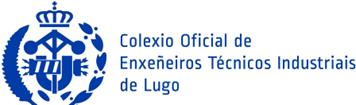 Colexio Oficial de
Enxeñeiros Técnicos Industriais
de Lugo